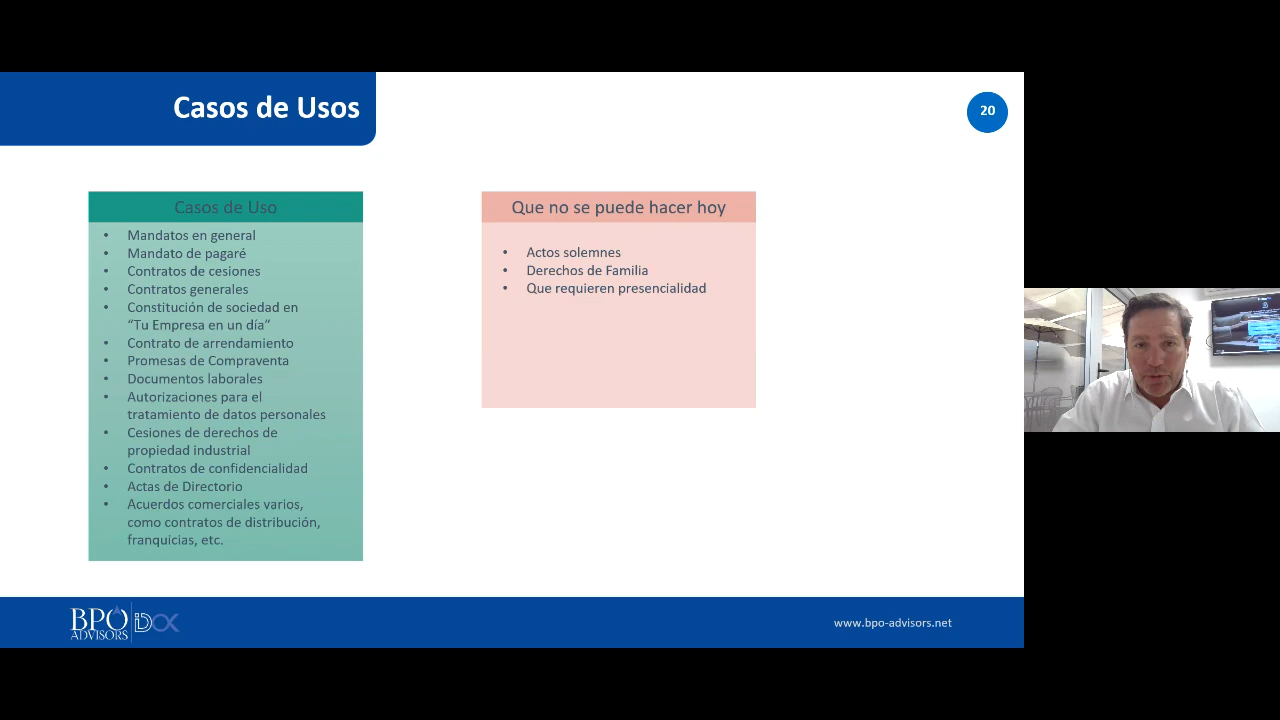 Casos de Usos
20
Casos de Uso
• Mandatos en general
• Mandato de pagaré
• Contratos de cesiones
• Contratos generales
• Constitución de sociedad en
“Tu Empresa en un día”
• Contrato de arrendamiento
• Promesas de Compraventa
• Documentos laborales
• Autorizaciones para el
tratamiento de datos personales
• Cesiones de derechos de
propiedad industrial
• Contratos de confidencialidad
• Actas de Directorio
• Acuerdos comerciales varios,
como contratos de distribución,
franquicias, etc.
Que no se puede hacer hoy
• Actos solemnes
• Derechos de Familia
• Que requieren presencialidad
BPO
ADVISORS
IDOX
www.bpo-advisors.net